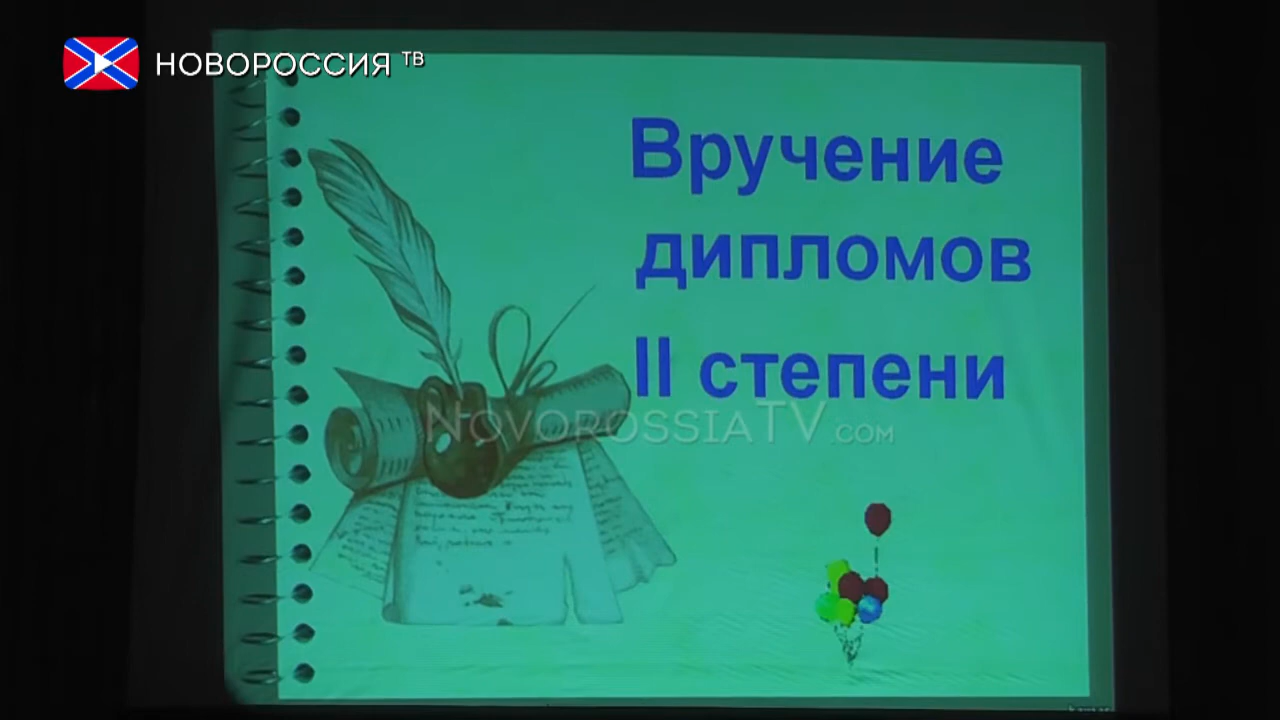 НОВОРОССИЯ ТВ
Вручение
дипломов
II степени
NOVOROSSIATV.COM